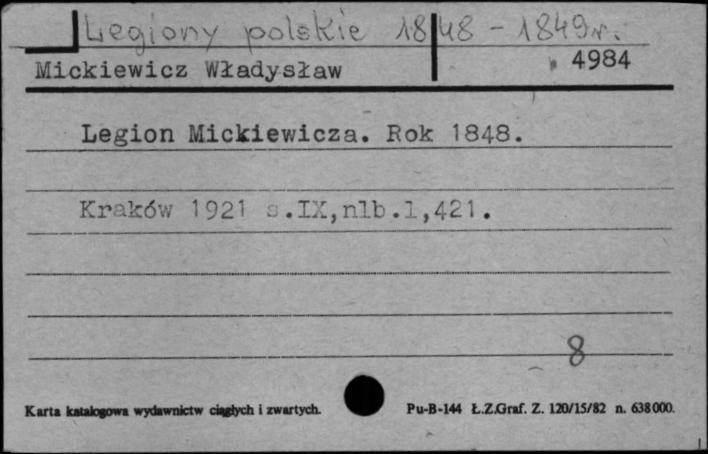 Legiony polskie 1848 - 1849 r.
Mickiewicz Władysław 4984
Legion Mickiewicza. Rok 1848.
Kraków 1921 s.IX,nlb.1,421.
8
Karta katalogowa wydawnictw ciągłych i zwartych. Pu-B-144 Ł.Z.Graf. Z. 120/15/82 n. 638000.